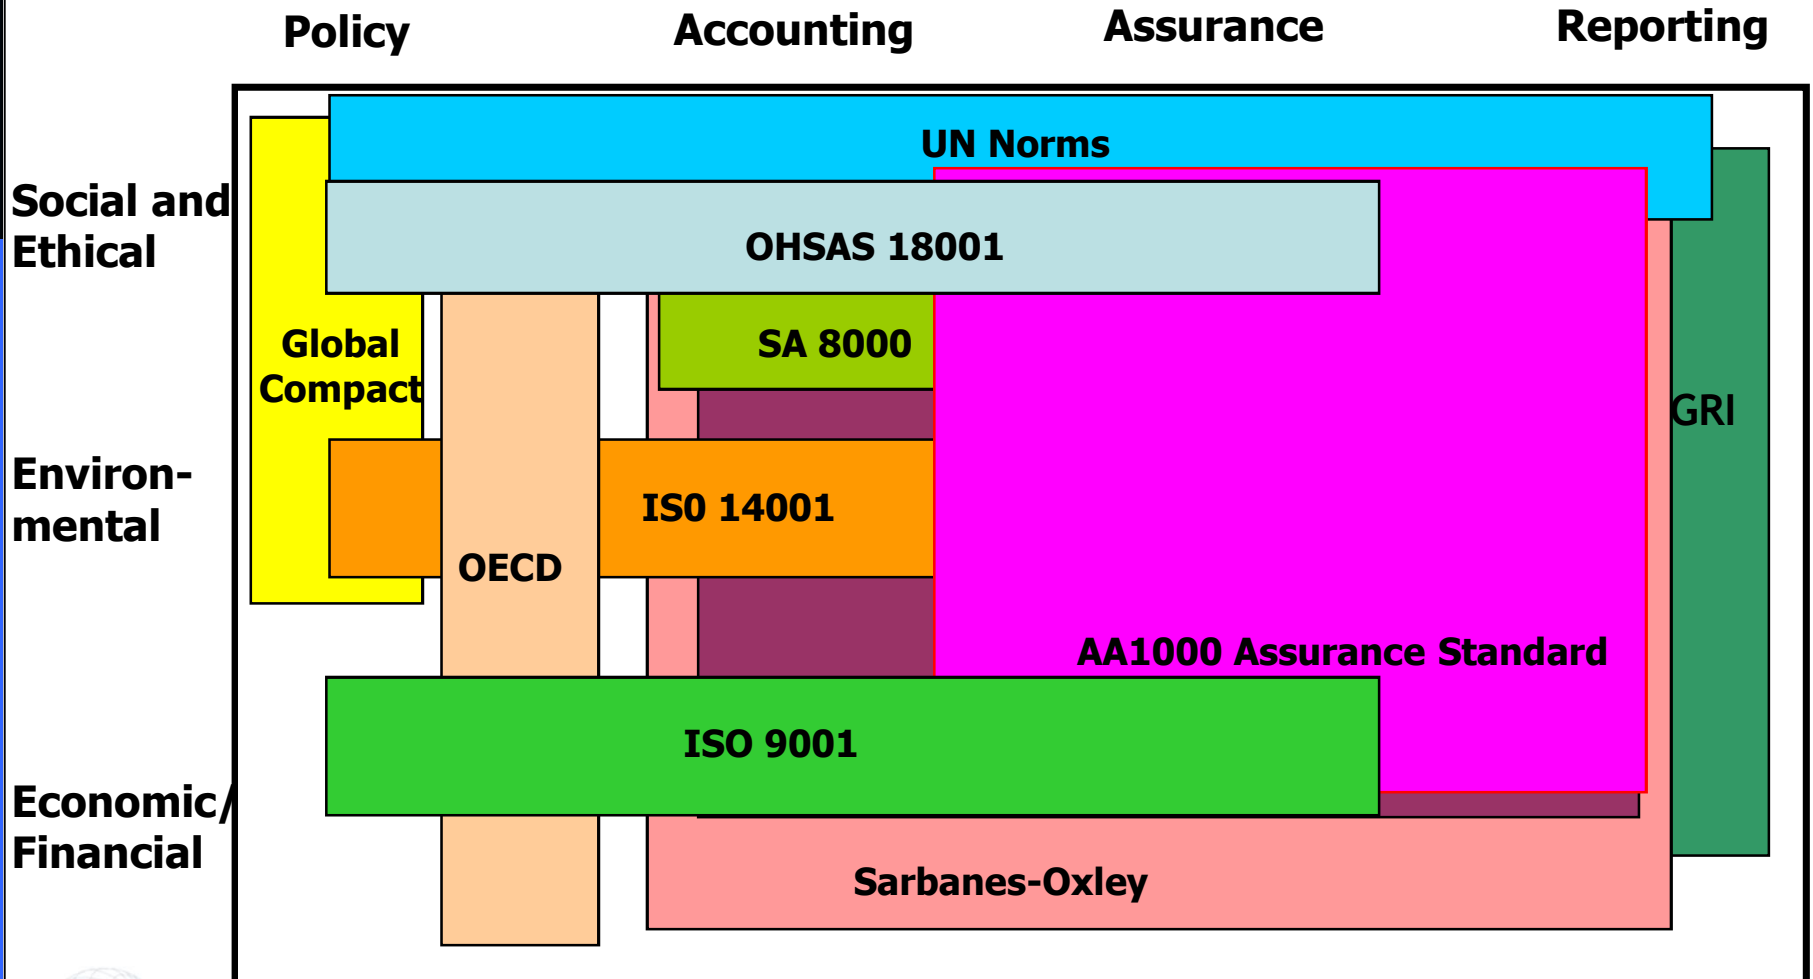 Policy Accounting Assurance Reporting
UN Norms
Social and
Ethical
OHSAS 18001
Global
Compact
SA 8000
GRI
Environ-
mental
IS0 14001
OECD
AA1000 Assurance Standard
ISO 9001
Economic/
Financial
Sarbanes-Oxley